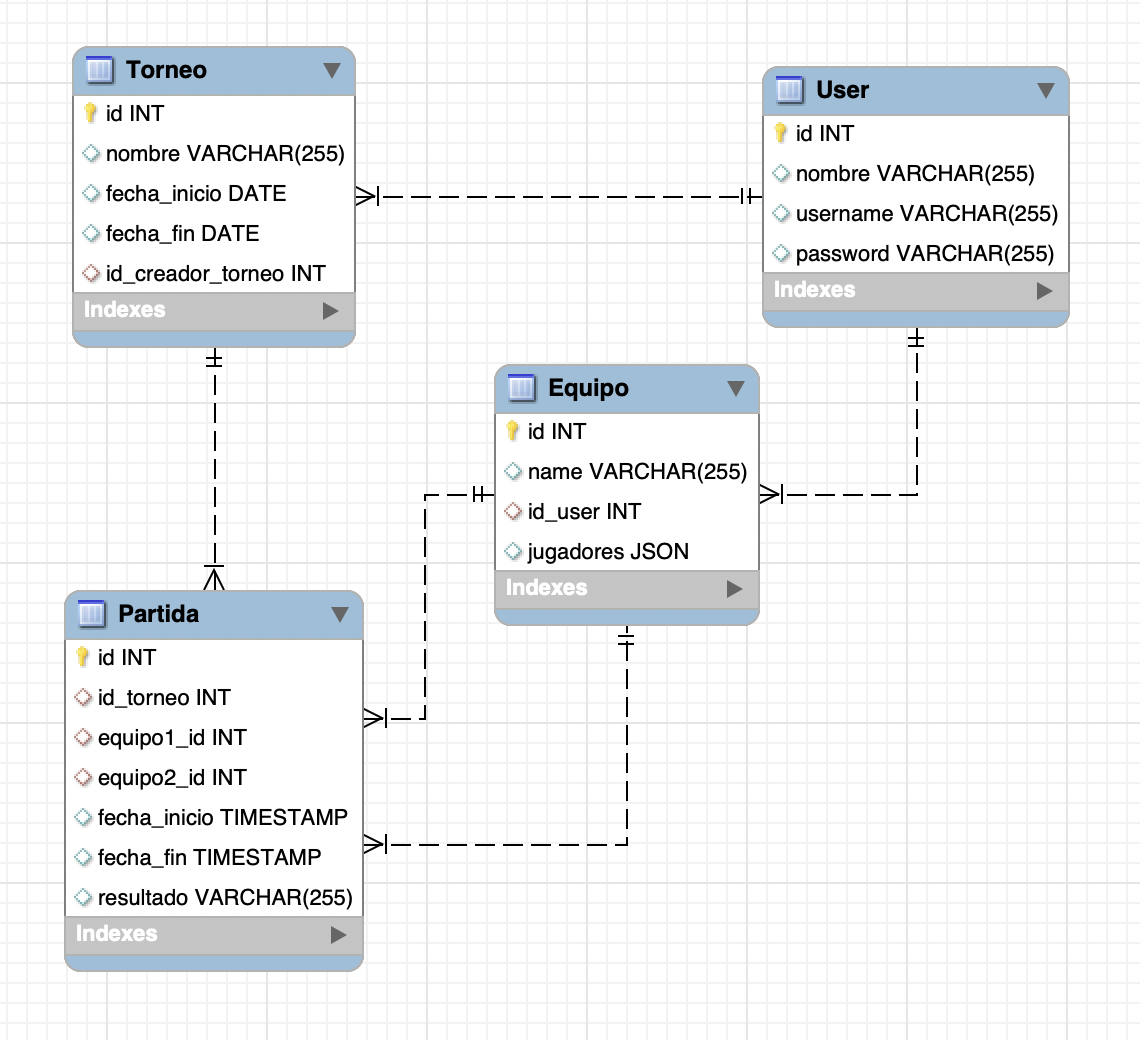 Torneo
id INT
nombre VARCHAR(255)
fecha_inicio DATE
fecha_fin DATE
id_creador_torneo INT
Indexes
User
id INT
nombre VARCHAR(255)
username VARCHAR(255)
password VARCHAR(255)
Indexes
Equipo
id INT
name VARCHAR(255)
id_user INT
jugadores JSON
Indexes
Partida
id INT
id_torneo INT
equipo1_id INT
equipo2_id INT
fecha_inicio TIMESTAMP
fecha_fin TIMESTAMP
resultado VARCHAR(255)
Indexes